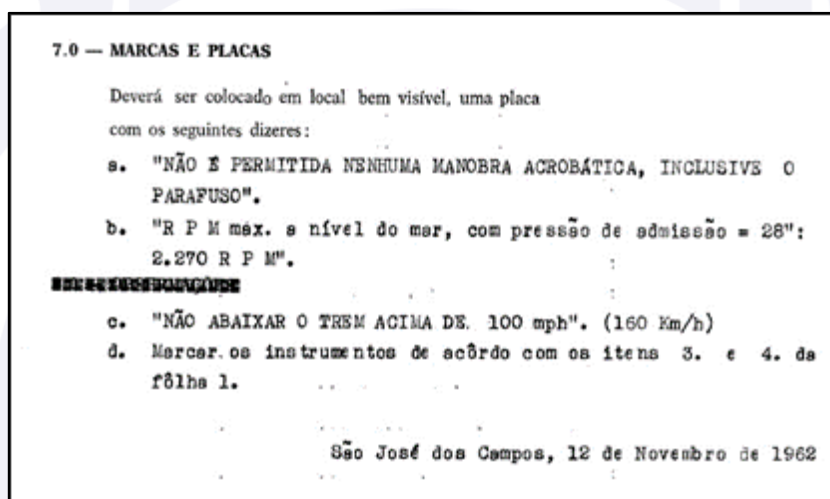 7.0 — MARCAS E PLACAS
Deverá ser colocado em local bem visível, uma placa
com os seguintes dizeres:
a. "NÃO É PERMITIDA NENHUMA MANOBRA ACROBÁTICA, INCLUSIVE O
PARAFUSO".
b. "R P M máx. a nível do mar, com pressão de admissão = 28":
2.270 R P M".
c. "NÃO ABAIXAR O TREM ACIMA DE. 100 mph". (160 Km/h)
d. Marcar.os instrumentos de acôrdo com os itens 3. e 4. da
fôlha 1.
São José dos Campos, 12 de Novembro de 1962